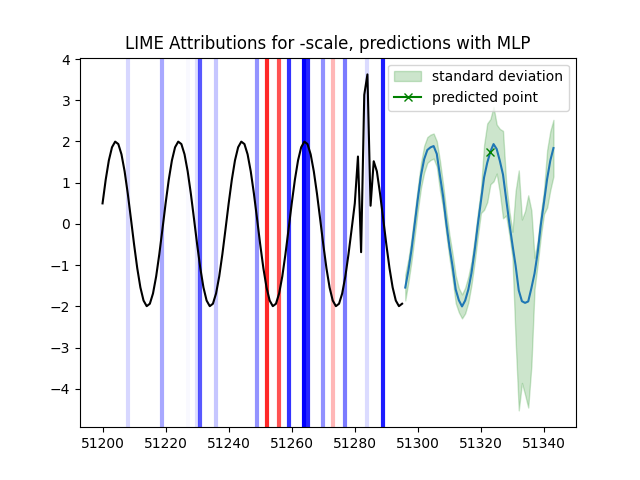 LIME Attributions for -scale, predictions with MLP
standard deviation
predicted point
4
3
2
1
0
−1
−2
−3
−4
51200 51220 51240 51260 51280 51300 51320 51340